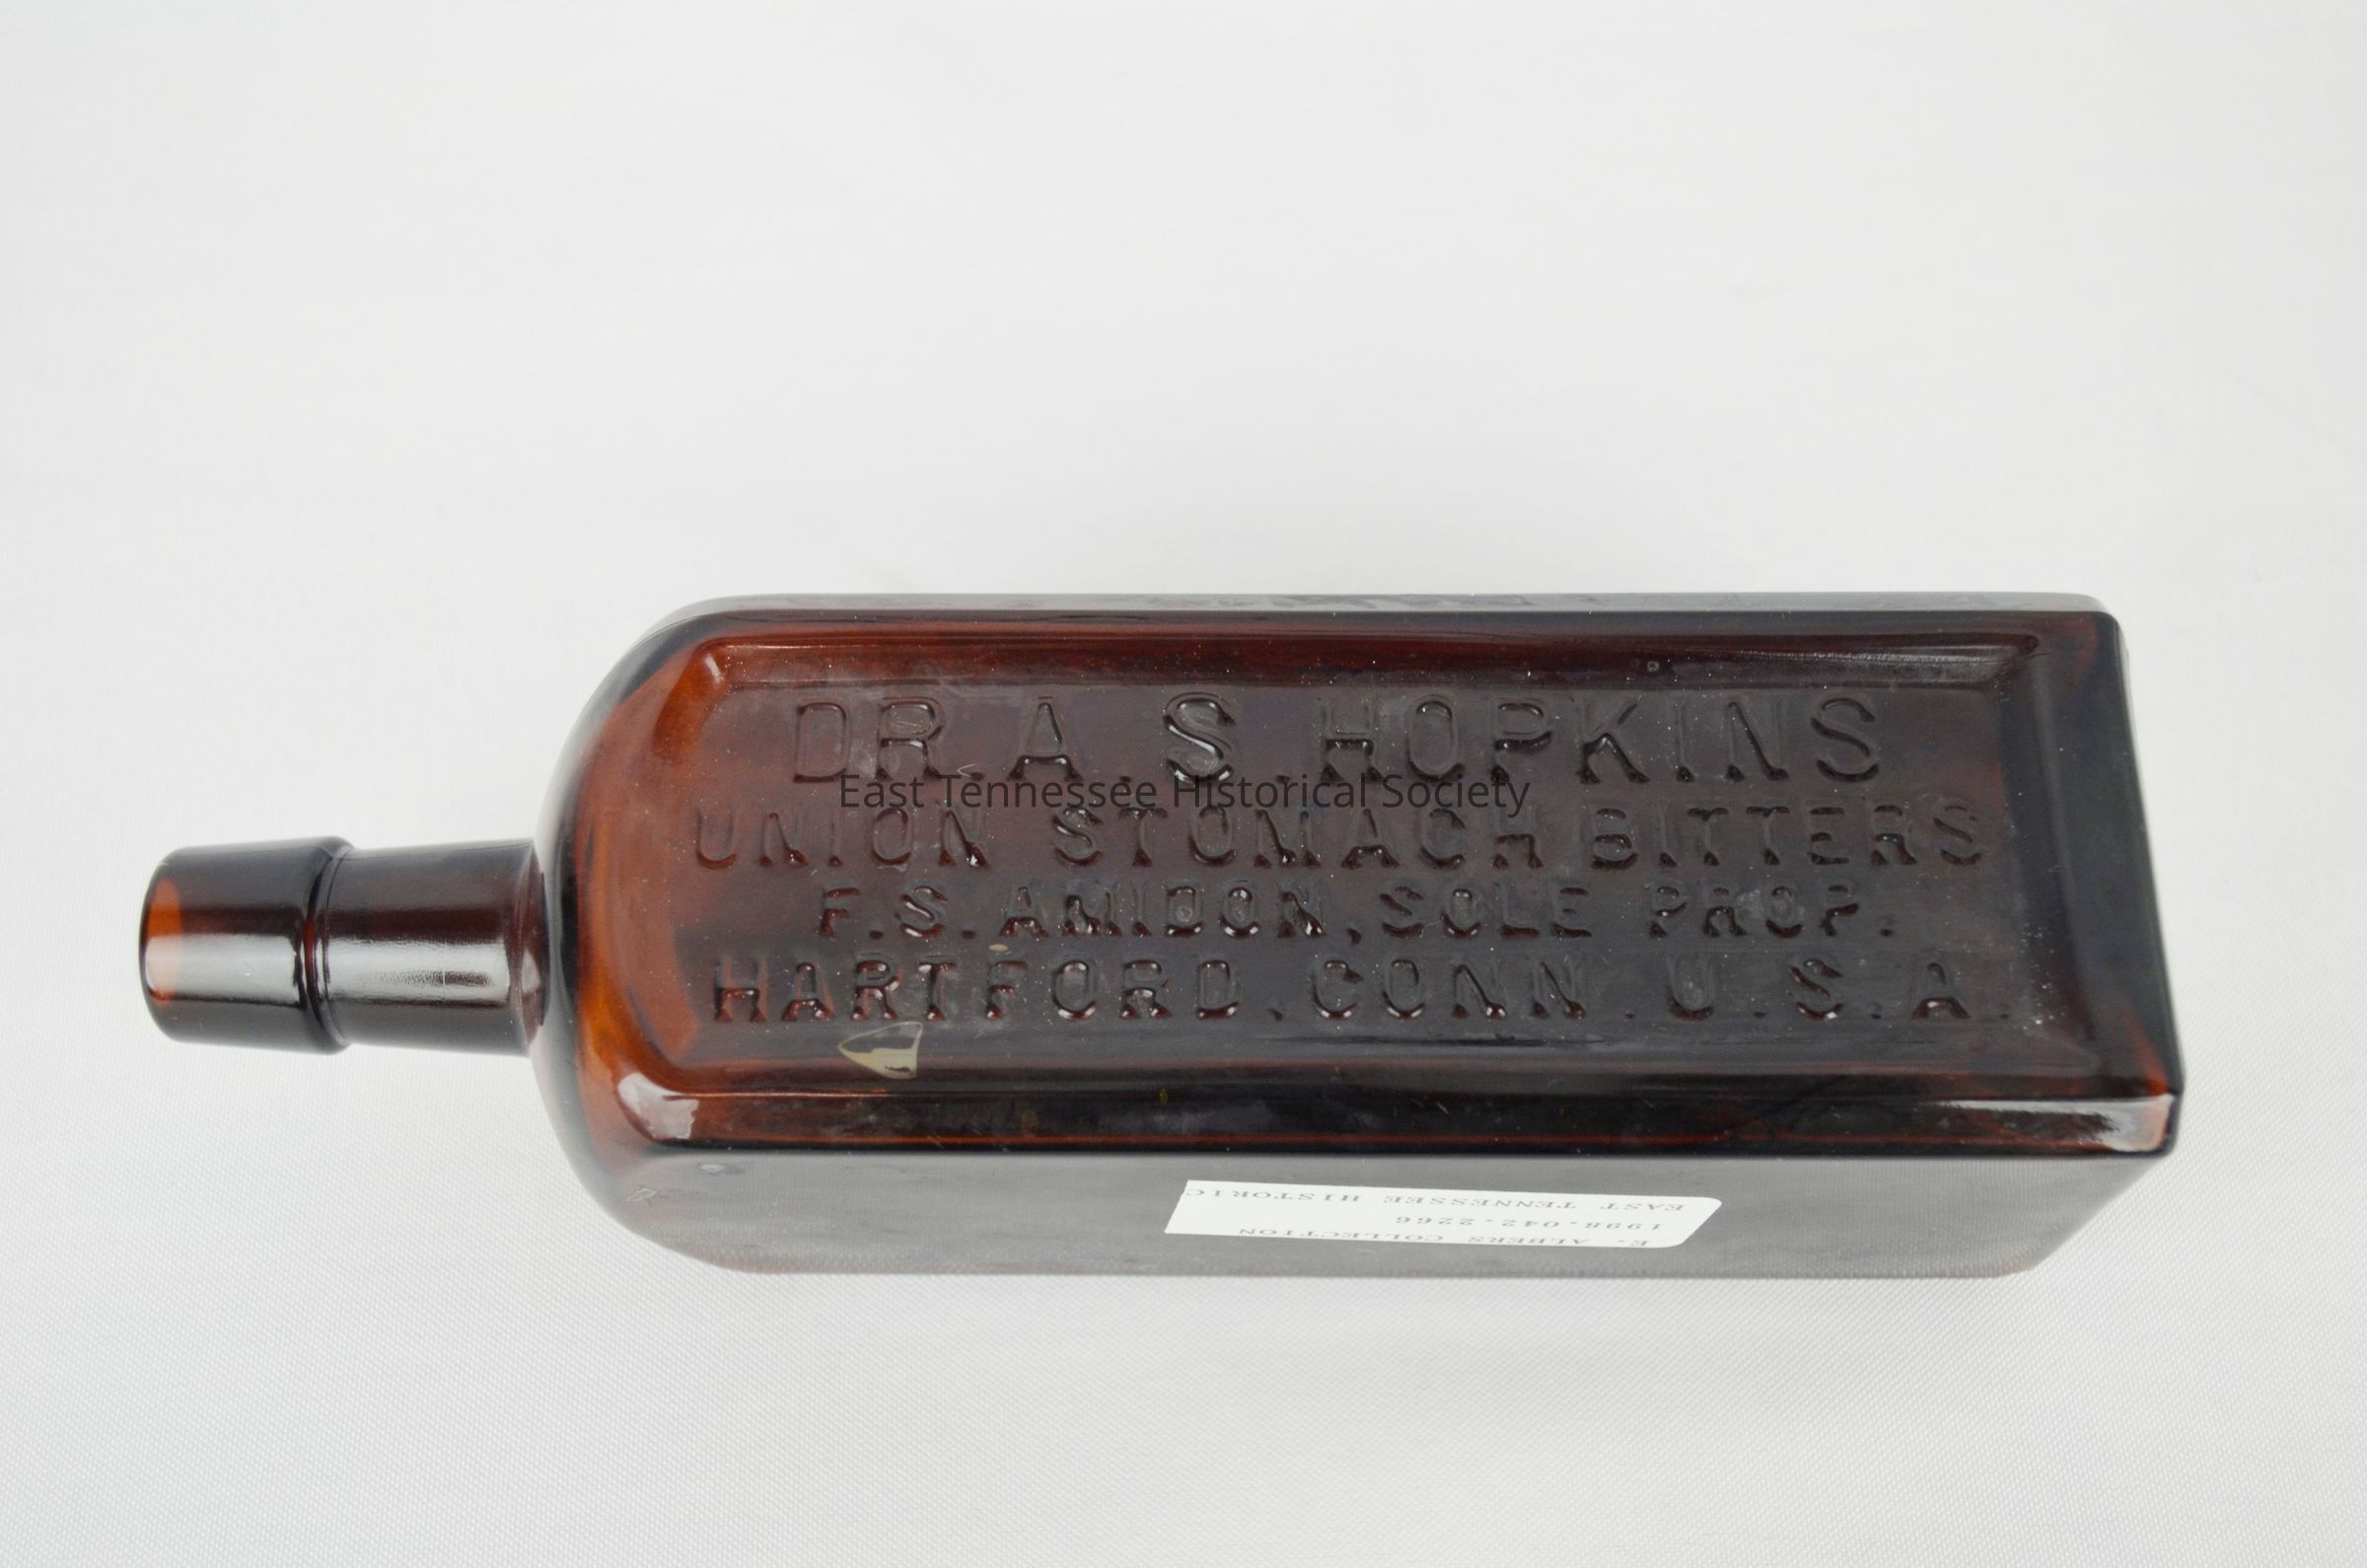 DR. A. S. HOPKINS
East Tennessee Historical Society
UNION STOMACH BITTERS
F.S. AMIDON, SOLE PROP.
HARTFORD, CONN. U.S.A.
EAST TENNESSEE HISTORIC
1998.042.2266
E. ALBERS COLLECTION